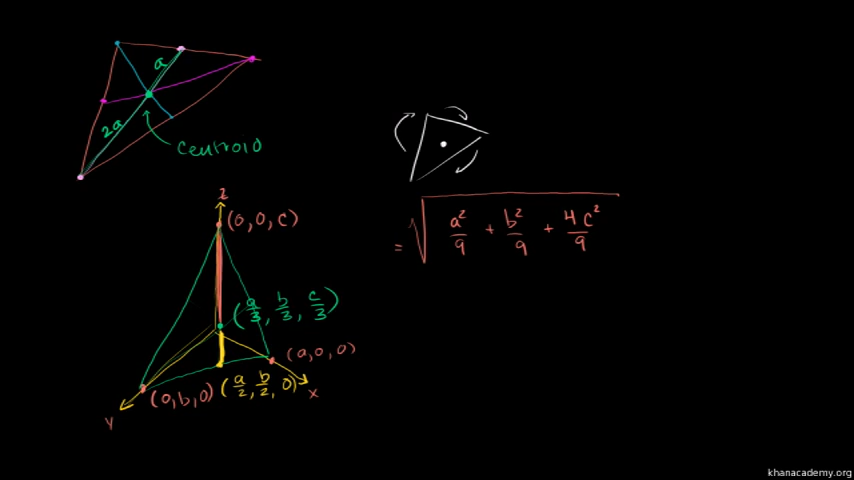 a
2a
centroid
z
(0, 0, c)
= √(a²/9 + b²/9 + 4c²/9)
(a/3, b/3, c/3)
(a, 0, 0)
(0, b, 0) (a/2, b/2, 0) x
y
khanacademy.org